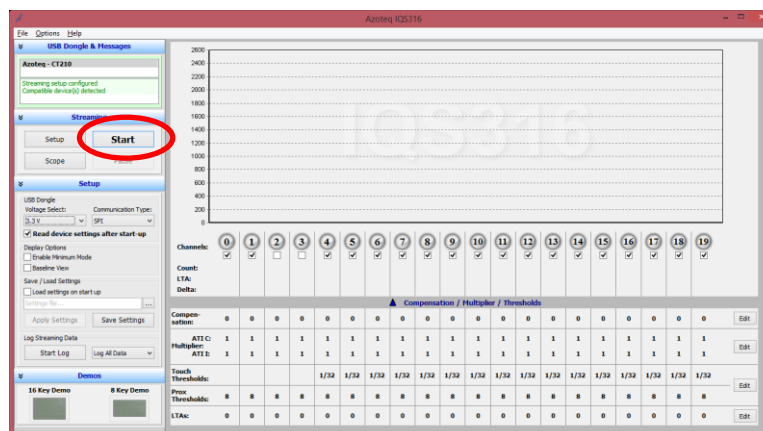 Azoteq IQS316
File Options Help
USB Dongle & Messages
Azoteq - CT210
Streaming setup configured
Compatible device(s) detected
Setup Start
Scope
Setup
USB Dongle
Voltage Select: Communication Type:
3.3 V SPI
Read device settings after start-up
Display Options
Enable Minimum Mode
Baseline View
Save / Load Settings
Load settings on start up
Settings file... ...
Apply Settings Save Settings
Log Streaming Data
Start Log Log All Data
Demos
16 Key Demo 8 Key Demo
2600
2400
2200
2000
1800
1600
1400
1200
1000
800
600
400
200
0
IQS316
Channels: 0 1 2 3 4 5 6 7 8 9 10 11 12 13 14 15 16 17 18 19
Count:
LTA:
Delta:
Compensation / Multiplier / Thresholds
Compen-
sation: 0 0 0 0 0 0 0 0 0 0 0 0 0 0 0 0 0 0 0 0 Edit
ATI C: 1 1 1 1 1 1 1 1 1 1 1 1 1 1 1 1 1 1 1 1
Multiplier: Edit
ATI I: 1 1 1 1 1 1 1 1 1 1 1 1 1 1 1 1 1 1 1 1
Touch
Thresholds: 1/32 1/32 1/32 1/32 1/32 1/32 1/32 1/32 1/32 1/32 1/32 1/32 1/32 1/32 1/32 1/32
Edit
Prox
Thresholds: 8 8 8 8 8 8 8 8 8 8 8 8 8 8 8 8 8 8 8 8
LTAs: 0 0 0 0 0 0 0 0 0 0 0 0 0 0 0 0 0 0 0 0 Edit